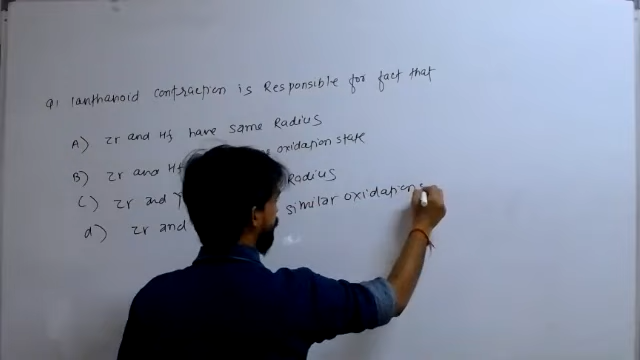 Q1 lanthanoid contraction is Responsible for fact that
A) Zr and Hf have same Radius
B) Zr and Hf oxidation state
C) Zr and Radius
d) Zr and similar oxidation